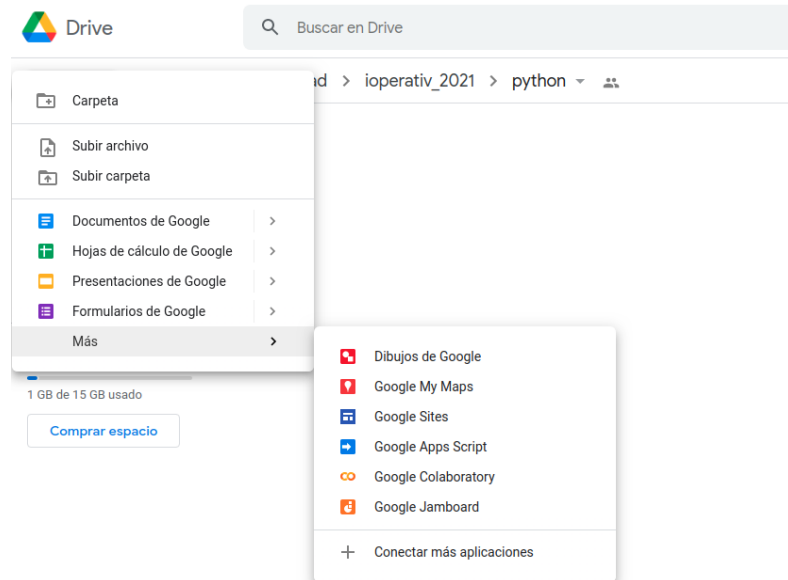 Drive
Buscar en Drive
ad > ioperativ_2021 > python
Carpeta
Subir archivo
Subir carpeta
Documentos de Google
Hojas de cálculo de Google
Presentaciones de Google
Formularios de Google
Más
Dibujos de Google
Google My Maps
Google Sites
Google Apps Script
Google Colaboratory
Google Jamboard
Conectar más aplicaciones
1 GB de 15 GB usado
Comprar espacio